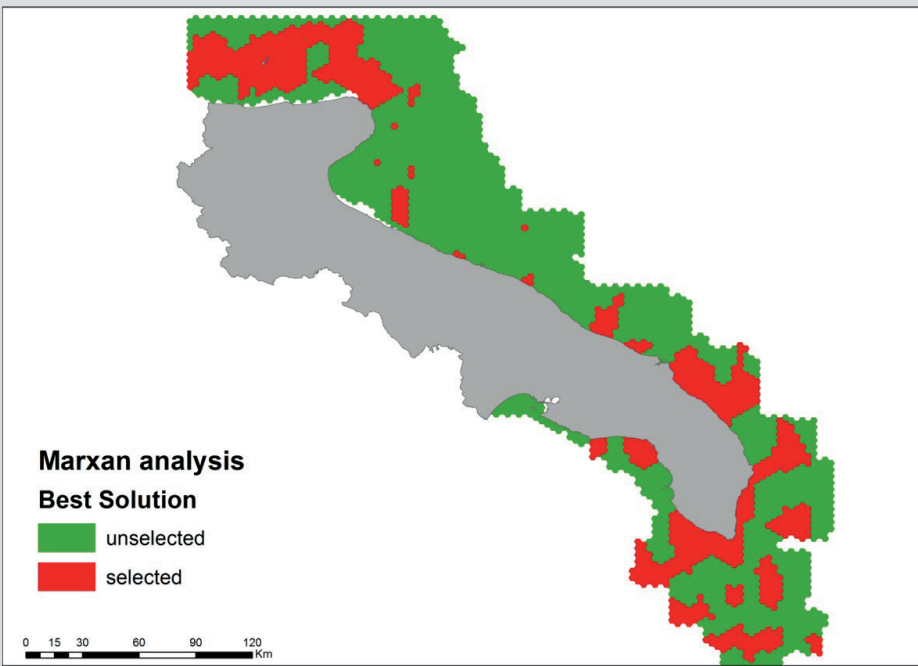 Marxan analysis
Best Solution
unselected
selected
0 15 30 60 90 120
Km